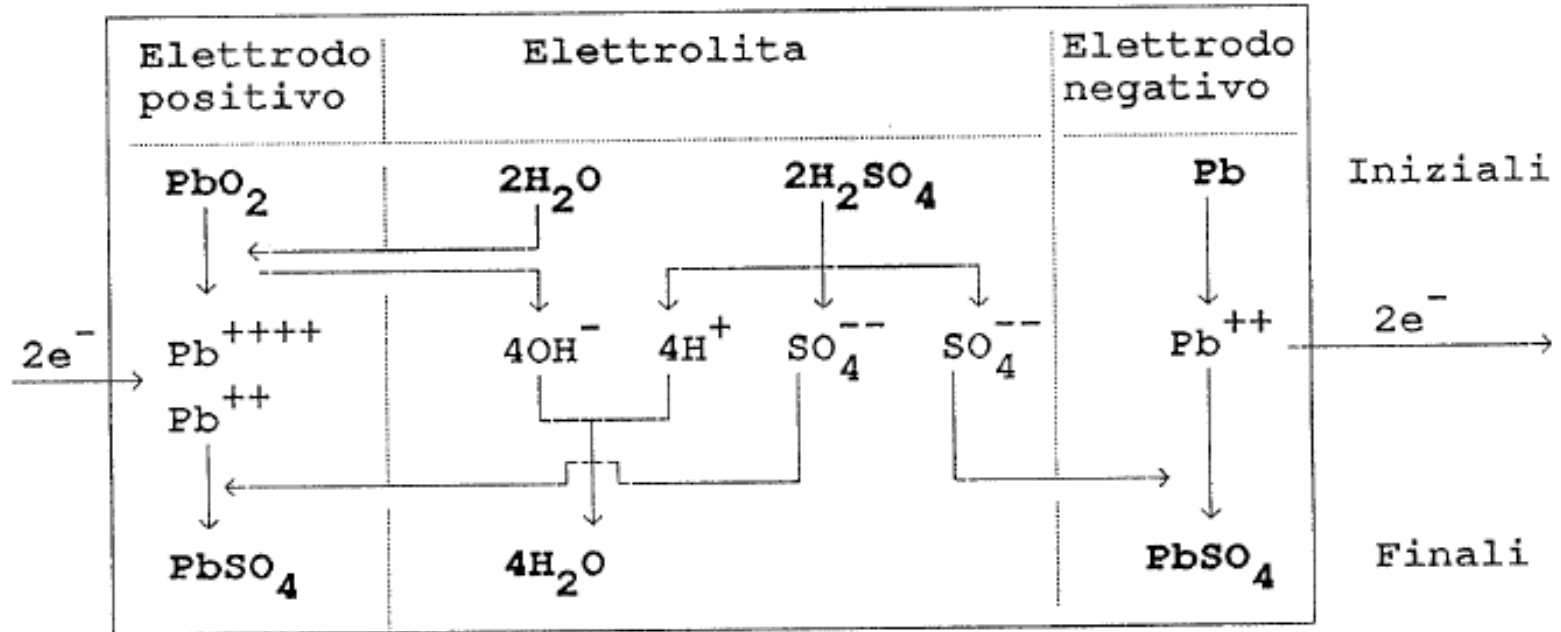 Elettrodo positivo Elettrolita Elettrodo negativo
PbO₂ 2H₂O 2H₂SO₄ Pb Iniziali
2e⁻ Pb⁺⁺⁺⁺ 4OH⁻ 4H⁺ SO₄⁻⁻ SO₄⁻⁻ Pb⁺⁺ 2e⁻
Pb⁺⁺
PbSO₄ 4H₂O PbSO₄ Finali